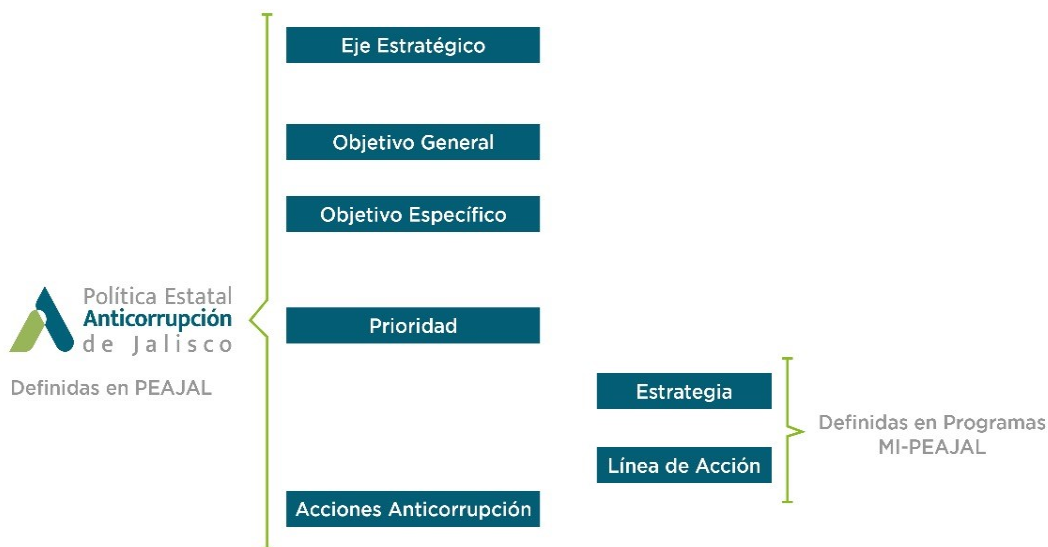 Eje Estratégico
Objetivo General
Objetivo Específico
Política Estatal
Anticorrupción
de Jalisco
Definidas en PEAJAL
Prioridad
Estrategia
Línea de Acción
Definidas en Programas
MI-PEAJAL
Acciones Anticorrupción